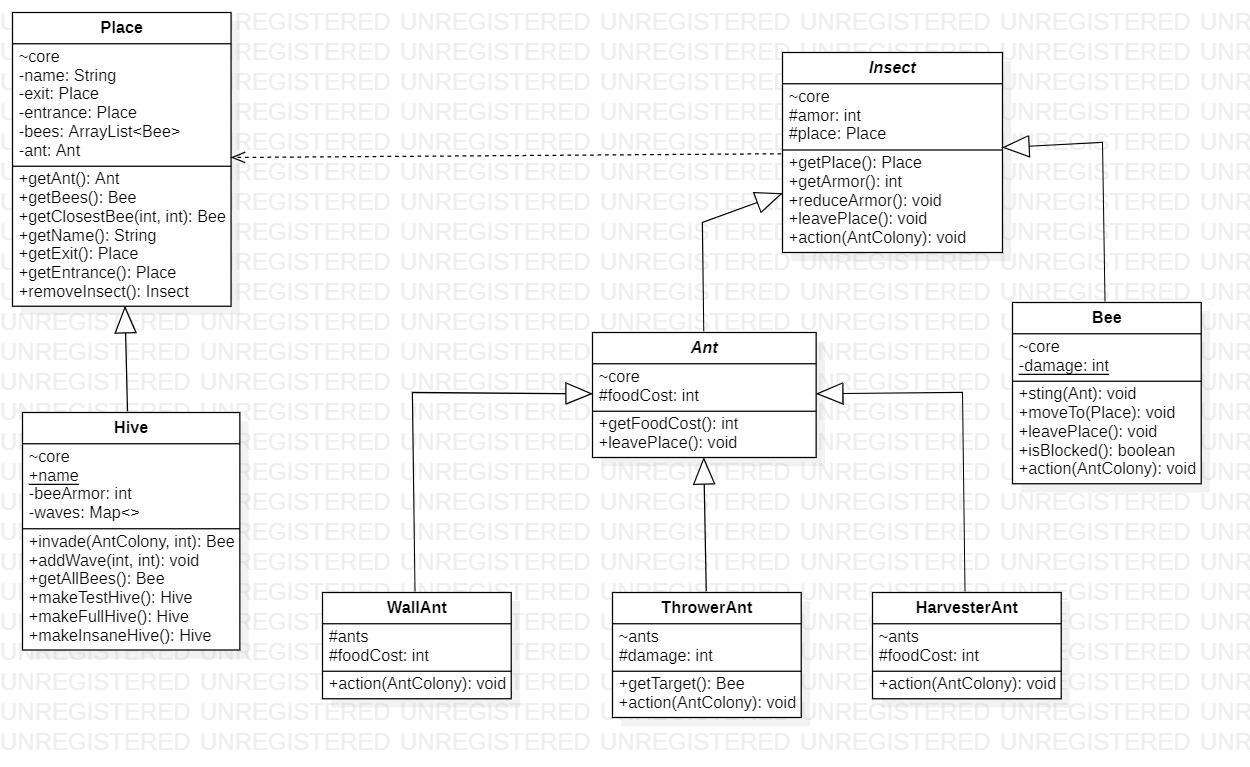 Place
~core
-name: String
-exit: Place
-entrance: Place
-bees: ArrayList<Bee>
-ant: Ant
+getAnt(): Ant
+getBees(): Bee
+getClosestBee(int, int): Bee
+getName(): String
+getExit(): Place
+getEntrance(): Place
+removeInsect(): Insect
Insect
~core
#amor: int
#place: Place
+getPlace(): Place
+getArmor(): int
+reduceArmor(): void
+leavePlace(): void
+action(AntColony): void
Hive
~core
+name
-beeArmor: int
-waves: Map<>
+invade(AntColony, int): Bee
+addWave(int, int): void
+getAllBees(): Bee
+makeTestHive(): Hive
+makeFullHive(): Hive
+makeInsaneHive(): Hive
Ant
~core
#foodCost: int
+getFoodCost(): int
+leavePlace(): void
Bee
~core
-damage: int
+sting(Ant): void
+moveTo(Place): void
+leavePlace(): void
+isBlocked(): boolean
+action(AntColony): void
WallAnt
#ants
#foodCost: int
+action(AntColony): void
ThrowerAnt
~ants
#damage: int
+getTarget(): Bee
+action(AntColony): void
HarvesterAnt
~ants
#foodCost: int
+action(AntColony): void
UNREGISTERED